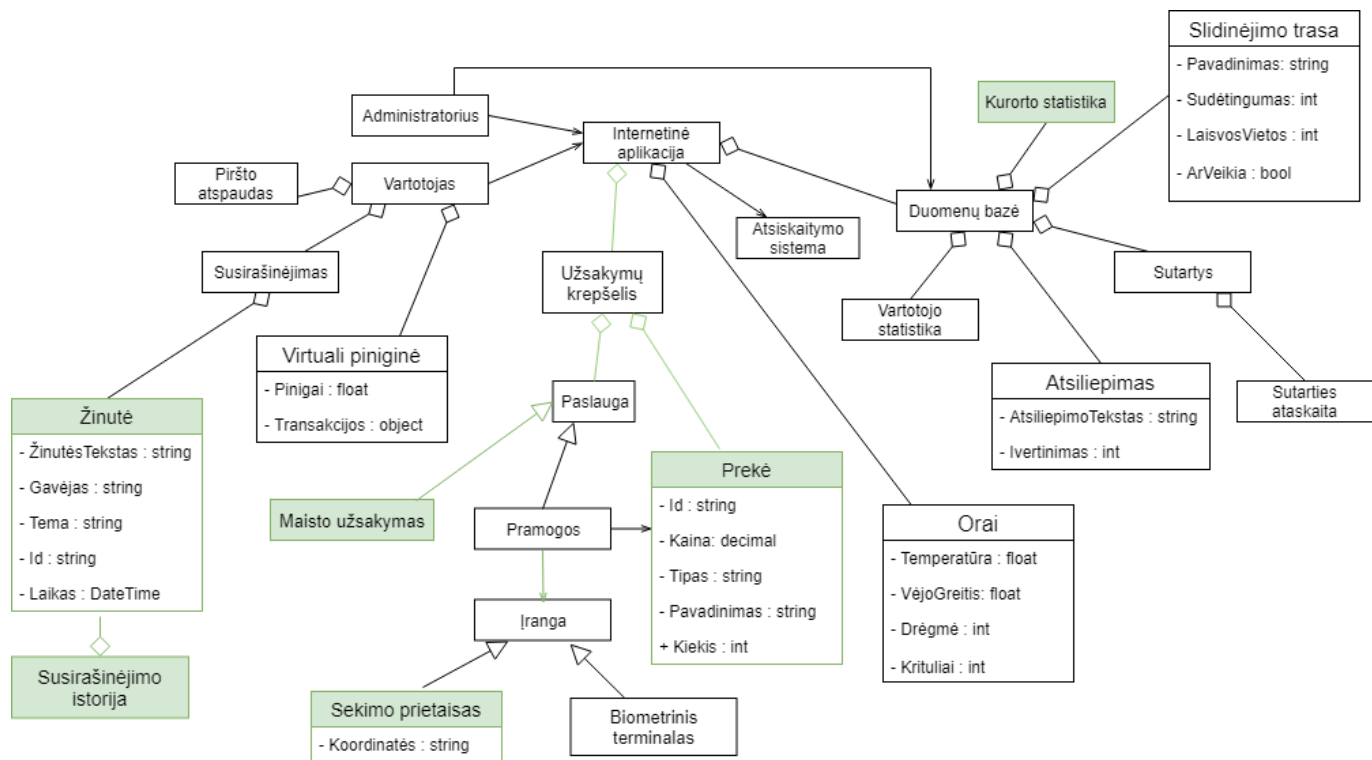 Slidinėjimo trasa
- Pavadinimas: string
- Sudėtingumas: int
- LaisvosVietos : int
- ArVeikia : bool
Kurorto statistika
Administratorius
Internetinė
aplikacija
Piršto
atspaudas
Vartotojas
Duomenų bazė
Atsiskaitymo
sistema
Susirašinėjimas
Užsakymų
krepšelis
Sutartys
Vartotojo
statistika
Virtuali piniginė
- Pinigai : float
- Transakcijos : object
Atsiliepimas
- AtsiliepimoTekstas : string
- Ivertinimas : int
Sutarties
ataskaita
Paslauga
Žinutė
- ŽinutėsTekstas : string
- Gavėjas : string
- Tema : string
- Id : string
- Laikas : DateTime
Prekė
- Id : string
- Kaina: decimal
- Tipas : string
- Pavadinimas : string
+ Kiekis : int
Maisto užsakymas
Pramogos
Orai
- Temperatūra : float
- VėjoGreitis: float
- Drėgmė : int
- Krituliai : int
Įranga
Susirašinėjimo
istorija
Sekimo prietaisas
- Koordinatės : string
Biometrinis
terminalas